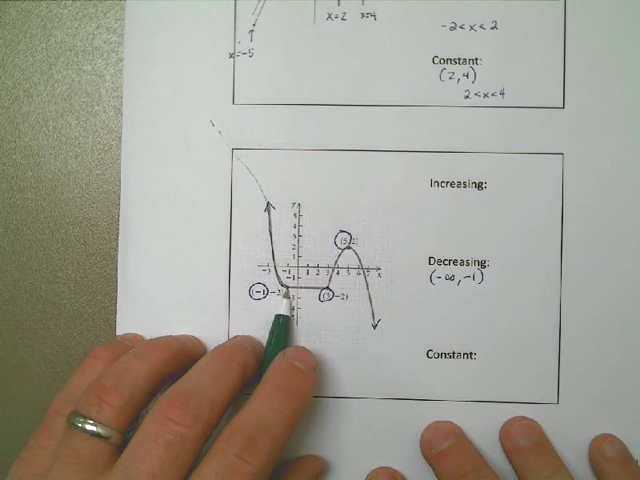 x=2 x=4
x=-5
-2<x<2
Constant:
(2,4)
2<x<4
Increasing:
(5,2)
Decreasing:
(-∞,-1)
(-1,-2)
(3,-2)
Constant: